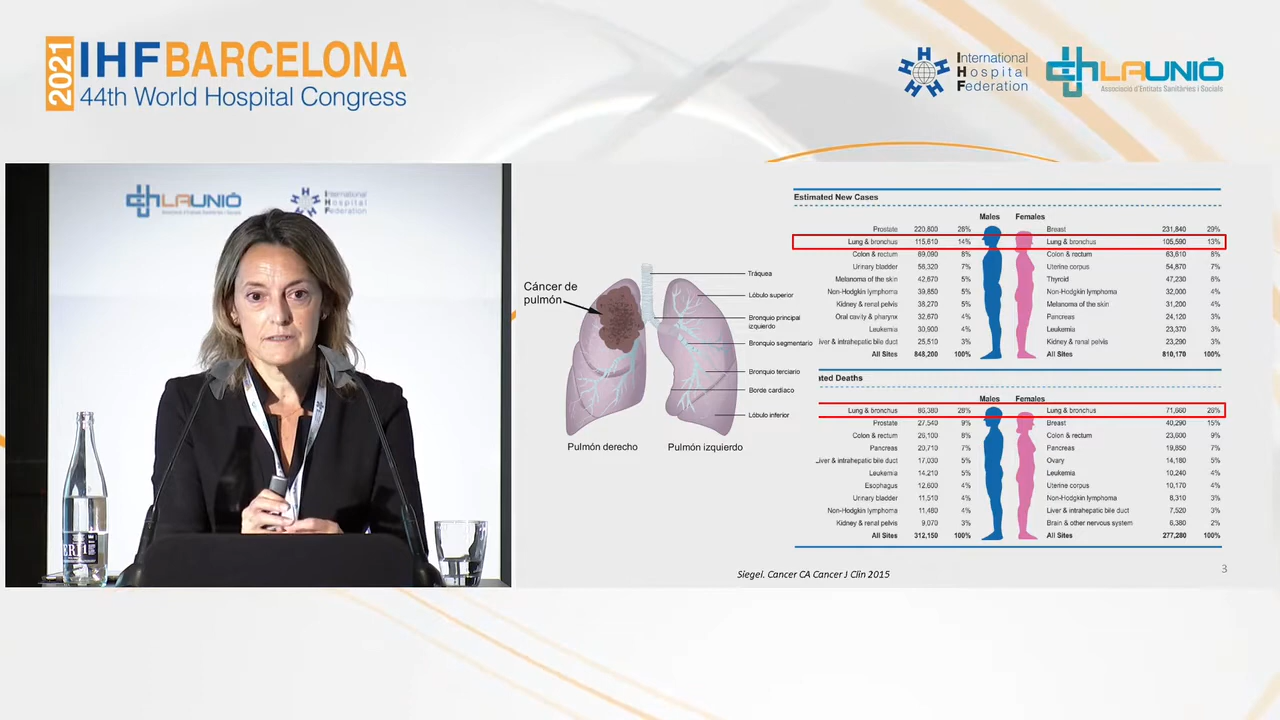 2021
IHF BARCELONA
44th World Hospital Congress
International
Hospital
Federation
LAUNIÓ
Associació d'Entitats Sanitàries i Socials
LAUNIÓ
Associació d'Entitats Sanitàries i Socials
International
Hospital
Federation
Cáncer de
pulmón
Tráquea
Lóbulo superior
Bronquio principal
izquierdo
Bronquio segmentario
Bronquio terciario
Borde cardíaco
Lóbulo inferior
Pulmón derecho
Pulmón izquierdo
Estimated New Cases
Males Females
Prostate 220,800 26% Breast 231,840 29%
Lung & bronchus 115,610 14% Lung & bronchus 105,590 13%
Colon & rectum 69,090 8% Colon & rectum 63,610 8%
Urinary bladder 56,320 7% Uterine corpus 54,870 7%
Melanoma of the skin 42,670 5% Thyroid 47,230 6%
Non-Hodgkin lymphoma 39,850 5% Non-Hodgkin lymphoma 32,000 4%
Kidney & renal pelvis 38,270 5% Melanoma of the skin 31,200 4%
Oral cavity & pharynx 32,670 4% Pancreas 24,120 3%
Leukemia 30,900 4% Leukemia 23,370 3%
Liver & intrahepatic bile duct 25,510 3% Kidney & renal pelvis 23,290 3%
All Sites 848,200 100% All Sites 810,170 100%
ated Deaths
Males Females
Lung & bronchus 86,380 28% Lung & bronchus 71,660 26%
Prostate 27,540 9% Breast 40,290 15%
Colon & rectum 26,100 8% Colon & rectum 23,600 9%
Pancreas 20,710 7% Pancreas 19,850 7%
Liver & intrahepatic bile duct 17,030 5% Ovary 14,180 5%
Leukemia 14,210 5% Leukemia 10,240 4%
Esophagus 12,600 4% Uterine corpus 10,170 4%
Urinary bladder 11,510 4% Non-Hodgkin lymphoma 8,310 3%
Non-Hodgkin lymphoma 11,480 4% Liver & intrahepatic bile duct 7,520 3%
Kidney & renal pelvis 9,070 3% Brain & other nervous system 6,380 2%
All Sites 312,150 100% All Sites 277,280 100%
Siegel. Cancer CA Cancer J Clin 2015
3